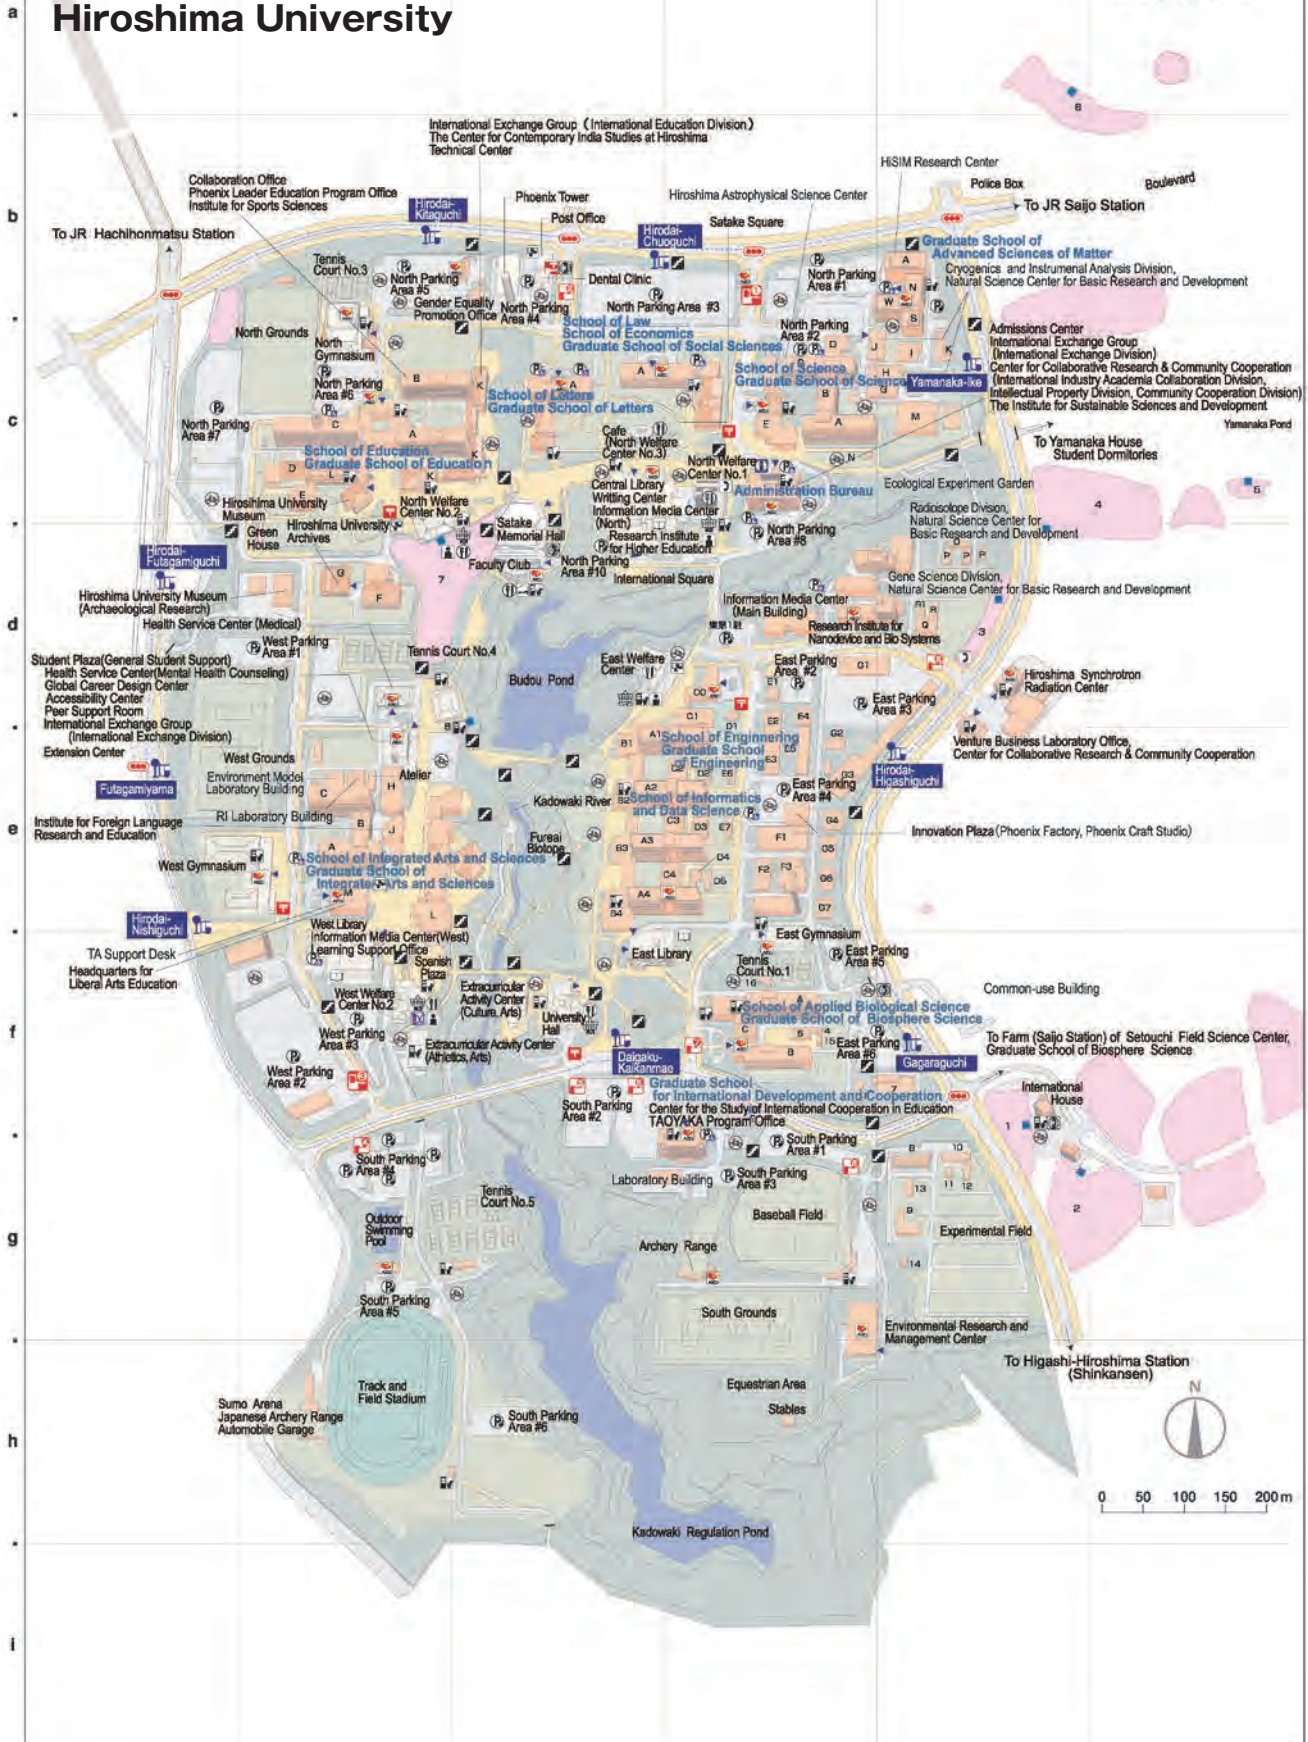 Hiroshima University
a
International Exchange Group (International Education Division)
The Center for Contemporary India Studies at Hiroshima
Technical Center
HiSIM Research Center
Police Box
Boulevard
To JR Saijo Station
Collaboration Office
Phoenix Leader Education Program Office
Institute for Sports Sciences
Hirodai-
Kitaguchi
Phoenix Tower
Post Office
Hiroshima Astrophysical Science Center
Satake Square
Hirodai-
Chuoguchi
b
To JR Hachihonmatsu Station
Graduate School of
Advanced Sciences of Matter
Cryogenics and Instrumenal Analysis Division,
Natural Science Center for Basic Research and Development
Tennis
Court No.3
North Parking
Area #5
Gender Equality
Promotion Office
North Parking
Area #4
Dental Clinic
North Parking Area #3
North Parking
Area #1
North Parking
Area #2
School of Law
School of Economics
Graduate School of Social Sciences
North Grounds
North
Gymnasium
North Parking
Area #6
Admissions Center
International Exchange Group
(International Exchange Division)
Center for Collaborative Research & Community Cooperation
(International Industry Academia Collaboration Division,
Intellectual Property Division, Community Cooperation Division)
The Institute for Sustainable Sciences and Development
Yamanaka-ike
School of Science
Graduate School of Science
School of Letters
Graduate School of Letters
c
North Parking
Area #7
Yamanaka Pond
To Yamanaka House
Student Dormitories
Cafe
(North Welfare
Center No.3)
School of Education
Graduate School of Education
North Welfare
Center No.1
Central Library
Writting Center
Information Media Center
(North)
Research Institute
for Higher Education
Administration Bureau
Ecological Experiment Garden
Hirosihima University
Museum
Green
House
Hiroshima University
Archives
North Welfare
Center No.2
Satake
Memorial Hall
North Parking
Area #8
Radioisolope Divsion,
Natural Science Center for
Basic Research and Development
Hirodai-
Futagamiguchi
Faculty Club
North Parking
Area #10
International Square
Gene Science Division,
Natural Science Center for Basic Research and Development
Hiroshima University Museum
(Archaeological Research)
Information Media Center
(Main Building)
Research Institute for
Nanodevice and Bio Systems
d
Health Service Center (Medical)
West Parking
Area #1
Tennis Court No.4
Budou Pond
East Welfare
Center
East Parking
Area #2
Student Plaza(General Student Support)
Health Service Center(Mental Health Counseling)
Global Career Design Center
Accessibility Center
Peer Support Room
International Exchange Group
(International Exchange Division)
Extension Center
Hiroshima Synchrotron
Radiation Center
East Parking
Area #3
School of Enginnering
Graduate School
of Engineering
Venture Business Laboratory Office,
Center for Collaborative Research & Community Cooperation
Hirodai-
Higashiguchi
Futagamiyama
West Grounds
Environment Model
Laboratory Building
Atelier
RI Laboratory Building
East Parking
Area #4
Kadowaki River
School of Informatics
and Data Science
e
Institute for Foreign Language
Research and Education
Fureai
Biotope
Innovation Plaza(Phoenix Factory, Phoenix Craft Studio)
West Gymnasium
School of Integrated Arts and Sciences
Graduate School of
Integrated Arts and Sciences
Hirodai-
Nishiguchi
TA Support Desk
Headquarters for
Liberal Arts Education
West Library
Information Media Center(West)
Learning Support Office
Spanish
Plaza
East Library
East Gymnasium
Tennis
Court No.1
East Parking
Area #5
West Welfare
Center No.2
Extracurricular
Activity Center
(Culture, Arts)
University
Hall
Common-use Building
School of Applied Biological Science
Graduate School of Biosphere Science
f
West Parking
Area #3
Extracurricular Activity Center
(Athletics, Arts)
West Parking
Area #2
Daigaku-
Kaikanmae
East Parking
Area #6
Gagaraguchi
To Farm (Saijo Station) of Setouchi Field Science Center,
Graduate School of Biosphere Science
International
House
South Parking
Area #2
Graduate School
for International Development and Cooperation
Center for the Study of International Cooperation in Education
TAOYAKA Program Office
South Parking
Area #1
South Parking
Area #4
Laboratory Building
South Parking
Area #3
Tennis
Court No.5
Outdoor
Swimming
Pool
Baseball Field
g
Experimental Field
Archery Range
South Parking
Area #5
South Grounds
Environmental Research and
Management Center
To Higashi-Hiroshima Station
(Shinkansen)
N
Track and
Field Stadium
Equestrian Area
Stables
Sumo Arena
Japanese Archery Range
Automobile Garage
South Parking
Area #6
h
0 50 100 150 200m
Kadowaki Regulation Pond
i